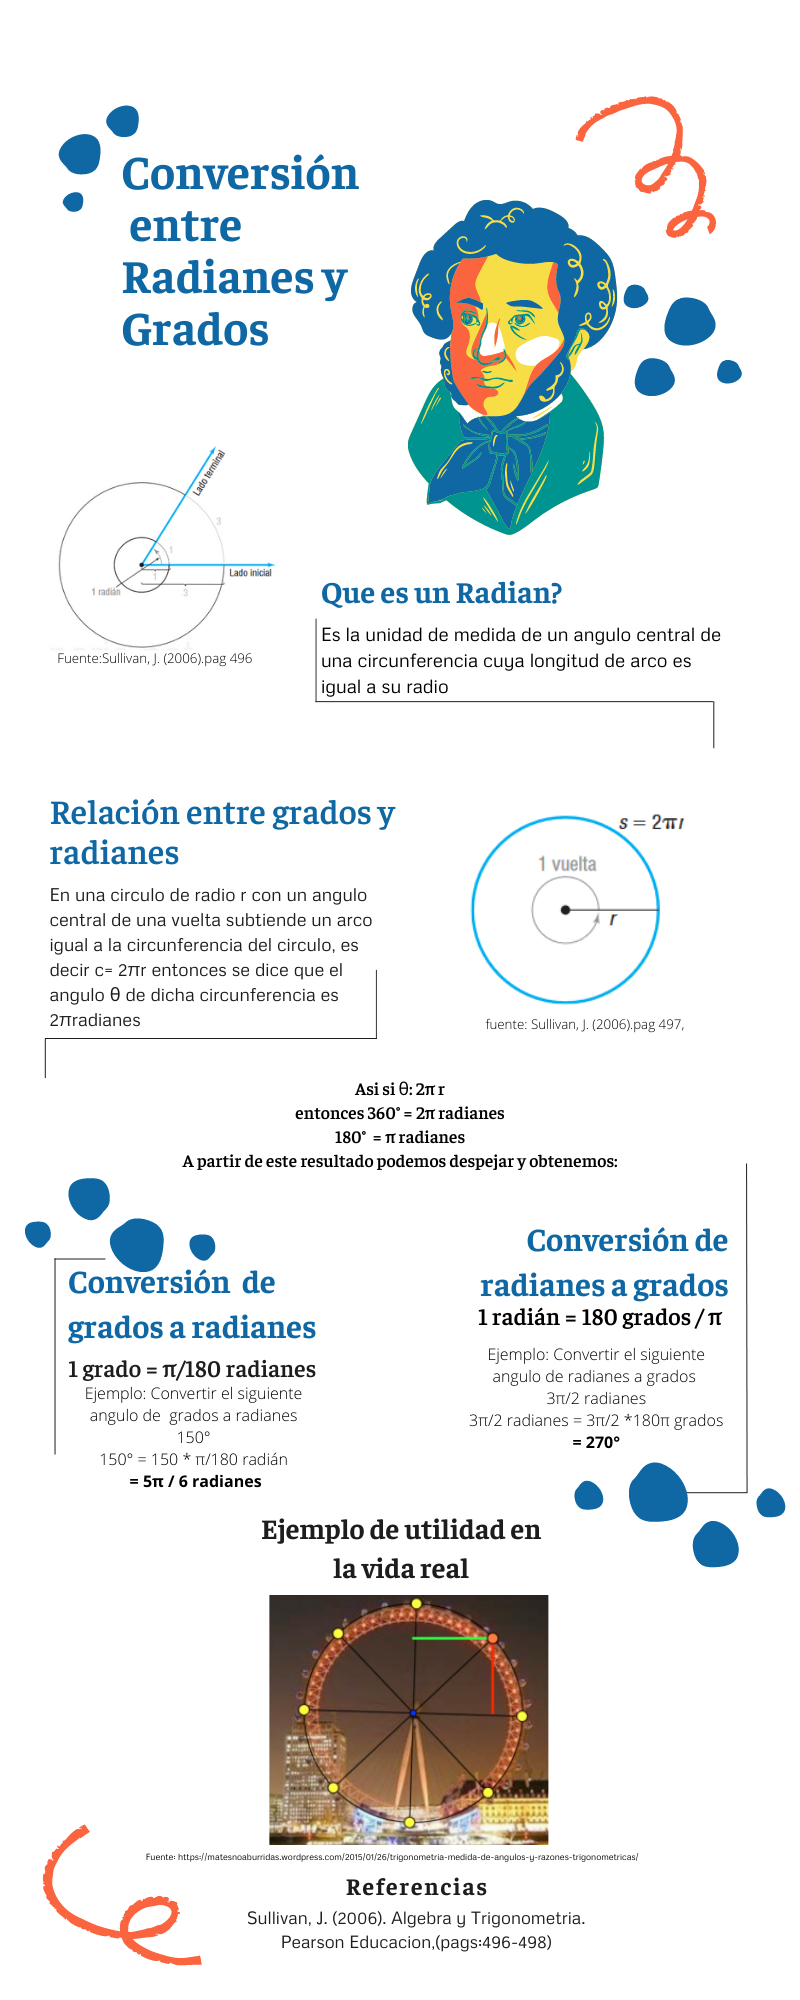 Conversión
entre
Radianes y
Grados
Lado terminal
3
1
Lado inicial
1
1 radián
3
Fuente:Sullivan, J. (2006).pag 496
Que es un Radian?
Es la unidad de medida de un angulo central de
una circunferencia cuya longitud de arco es
igual a su radio
Relación entre grados y
radianes
En una circulo de radio r con un angulo
central de una vuelta subtiende un arco
igual a la circunferencia del circulo, es
decir c= 2πr entonces se dice que el
angulo θ de dicha circunferencia es
2πradianes
s = 2πr
1 vuelta
r
fuente: Sullivan, J. (2006).pag 497,
Asi si θ: 2π r
entonces 360° = 2π radianes
180° = π radianes
A partir de este resultado podemos despejar y obtenemos:
Conversión de
grados a radianes
1 grado = π/180 radianes
Ejemplo: Convertir el siguiente
angulo de grados a radianes
150°
150° = 150 * π/180 radián
= 5π / 6 radianes
Conversión de
radianes a grados
1 radián = 180 grados / π
Ejemplo: Convertir el siguiente
angulo de radianes a grados
3π/2 radianes
3π/2 radianes = 3π/2 *180π grados
= 270°
Ejemplo de utilidad en
la vida real
Fuente: https://matesnoaburridas.wordpress.com/2015/01/26/trigonometria-medida-de-angulos-y-razones-trigonometricas/
Referencias
Sullivan, J. (2006). Algebra y Trigonometria.
Pearson Educacion,(pags:496-498)